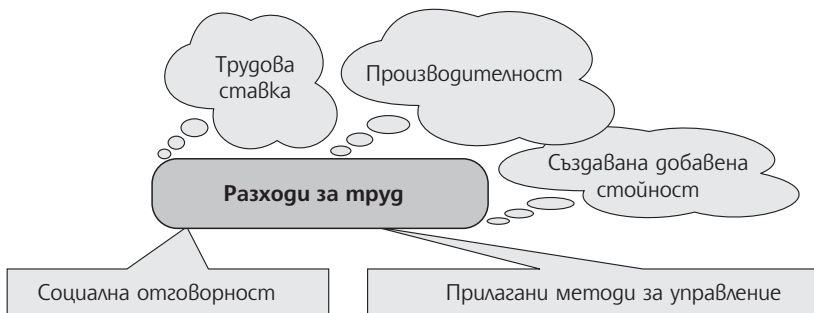 Трудова
ставка
Производителност
Създавана добавена
стойност
Разходи за труд
Социална отговорност
Прилагани методи за управление